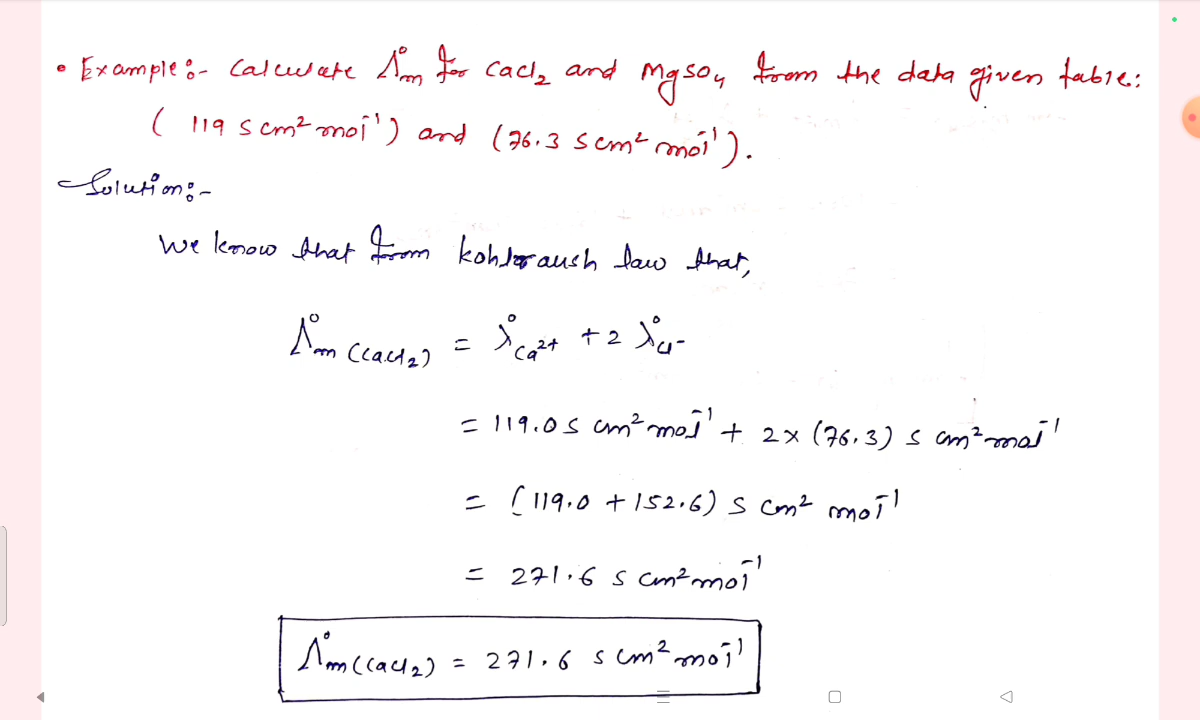 • Example:- Calculate Λ°m for CaCl₂ and MgSO₄ from the data given table:
( 119 S cm² mol⁻¹) and (76.3 S cm² mol⁻¹).
Solution:-
We know that from kohlraush law that,
Λ°m (CaCl₂) = λ°Ca²⁺ + 2 λ°Cl⁻
= 119.0 S cm² mol⁻¹ + 2 × (76.3) S cm² mol⁻¹
= (119.0 + 152.6) S cm² mol⁻¹
= 271.6 S cm² mol⁻¹
Λ°m (CaCl₂) = 271.6 S cm² mol⁻¹